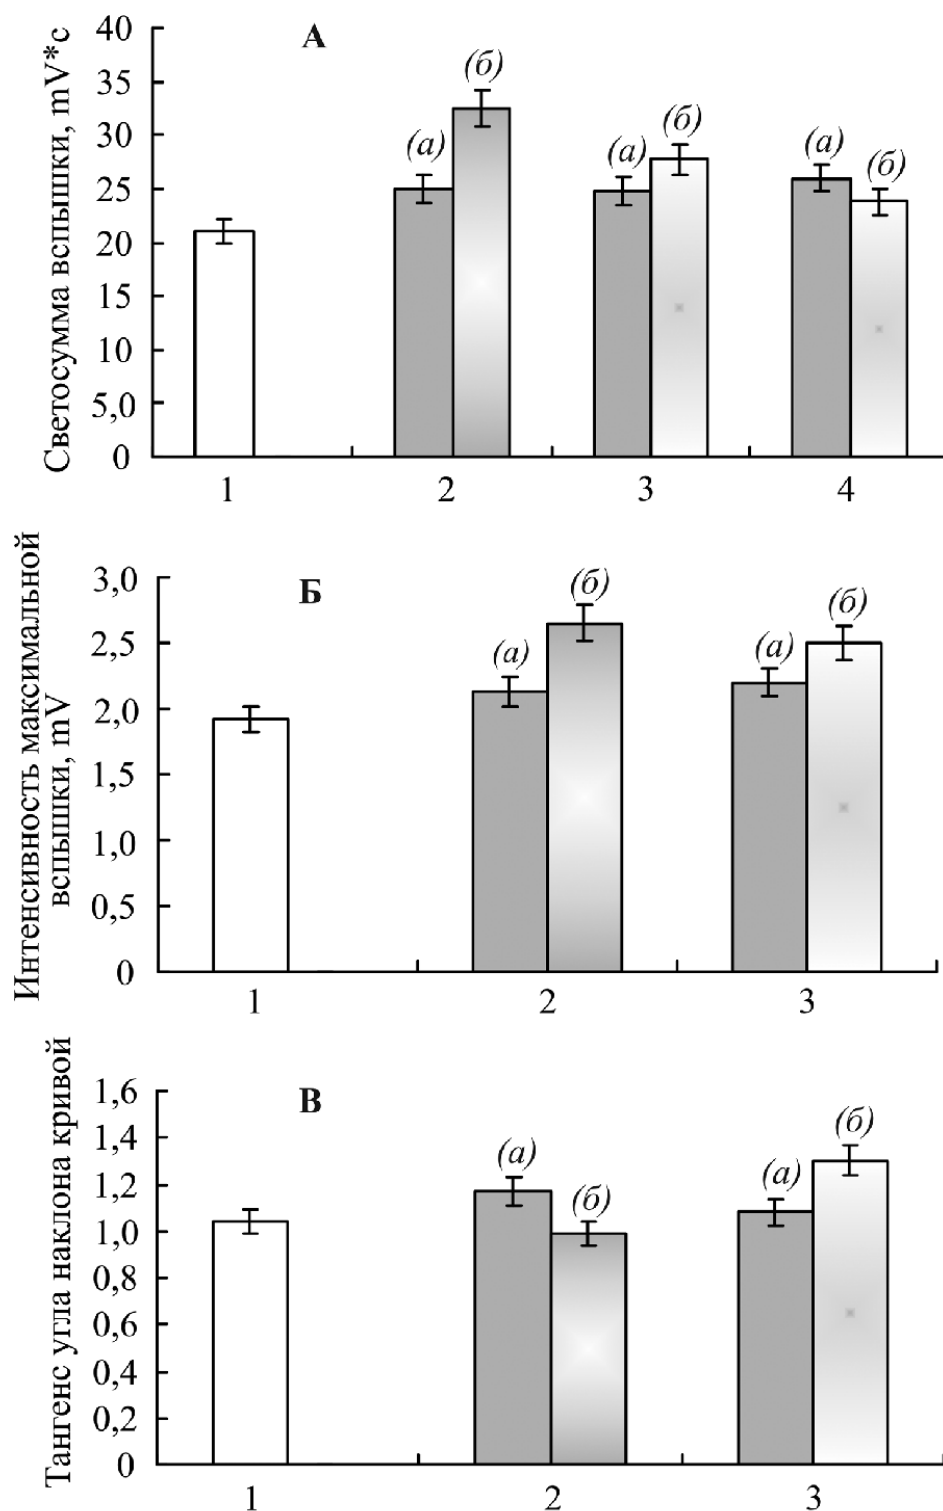 Светосумма вспышки, mV*с
А
40
35
30
25
20
15
10
5,0
0
(а)
(б)
(а)
(б)
(а)
(б)
1
2
3
4
Интенсивность максимальной
вспышки, mV
Б
3,0
2,5
2,0
1,5
1,0
0,5
0
(а)
(б)
(а)
(б)
1
2
3
Тангенс угла наклона кривой
В
1,6
1,4
1,2
1,0
0,8
0,6
0,4
0,2
0
(а)
(б)
(а)
(б)
1
2
3